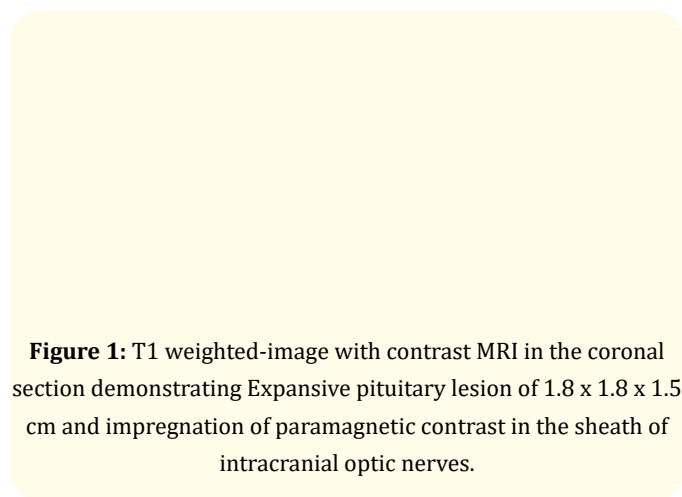 Figure 1: T1 weighted-image with contrast MRI in the coronal
section demonstrating Expansive pituitary lesion of 1.8 x 1.8 x 1.5
cm and impregnation of paramagnetic contrast in the sheath of
intracranial optic nerves.